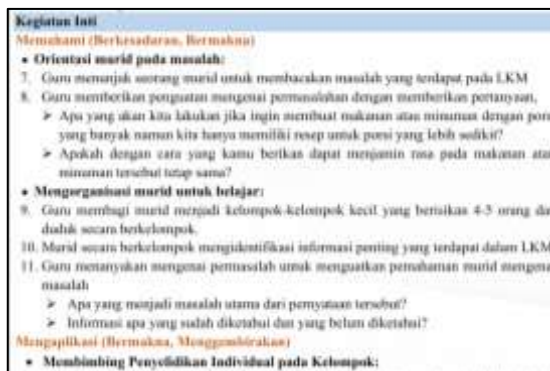 Kegiatan Inti
Memahami (Berkesadaran, Bermakna)
• Orientasi murid pada masalah:
7. Guru menunjuk seorang murid untuk membacakan masalah yang terdapat pada LKM
8. Guru memberikan penguatan mengenai permasalahan dengan memberikan pertanyaan,
➤ Apa yang akan kita lakukan jika ingin membuat makanan atau minuman dengan pors
yang banyak namun kita hanya memiliki resep untuk porsi yang lebih sedikit?
➤ Apakah dengan cara yang kamu berikan dapat menjamin rasa pada makanan atau
minuman tersebut tetap sama?
• Mengorganisasi murid untuk belajar:
9. Guru membagi murid menjadi kelompok-kelompok kecil yang berisikan 4-5 orang dan
duduk secara berkelompok.
10. Murid secara berkelompok mengidentifikasi informasi penting yang terdapat dalam LKM
11. Guru menanyakan mengenai permasalah untuk menguatkan pemahaman murid mengenai
masalah
➤ Apa yang menjadi masalah utama dari pernyataan tersebut?
➤ Informasi apa yang sudah diketahui dan yang belum diketahui?
Mengaplikasi (Bermakna, Menggembirakan)
• Membimbing Penyelidikan Individual pada Kelompok: